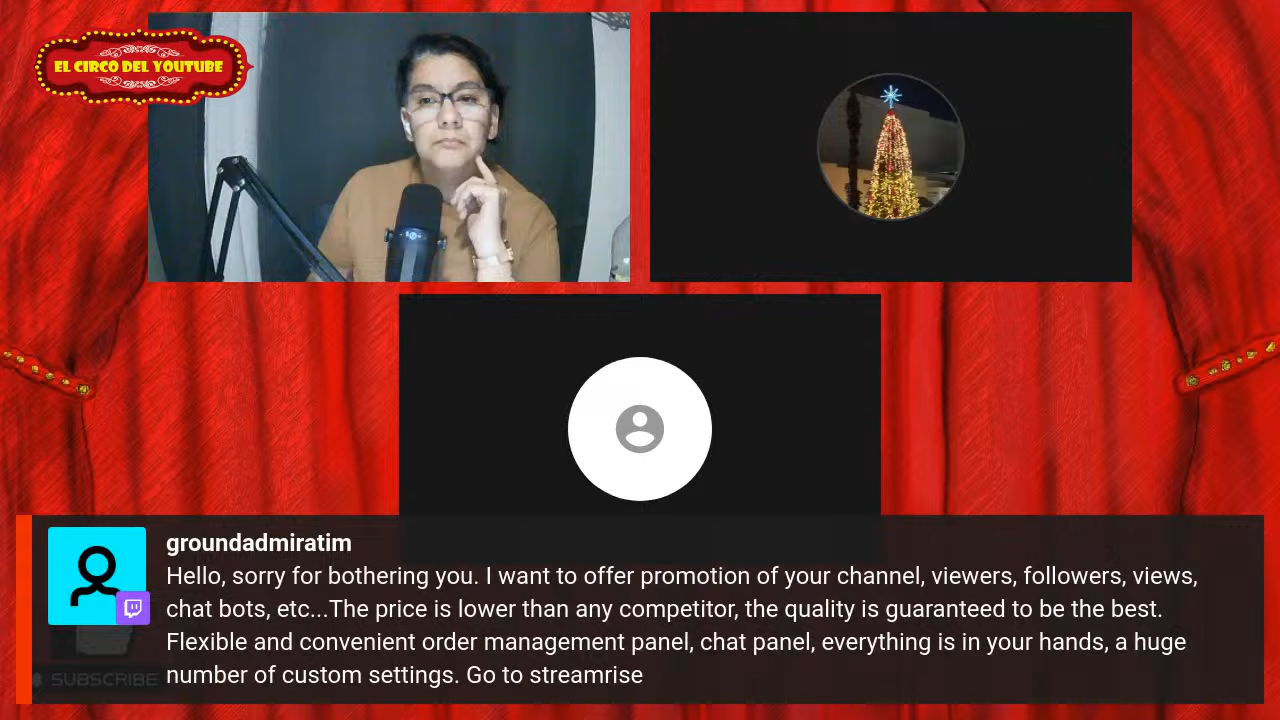 EL CIRCO DEL YOUTUBE
groundadmiratim
Hello, sorry for bothering you. I want to offer promotion of your channel, viewers, followers, views,
chat bots, etc...The price is lower than any competitor, the quality is guaranteed to be the best.
Flexible and convenient order management panel, chat panel, everything is in your hands, a huge
number of custom settings. Go to streamrise
SUBSCRIBE